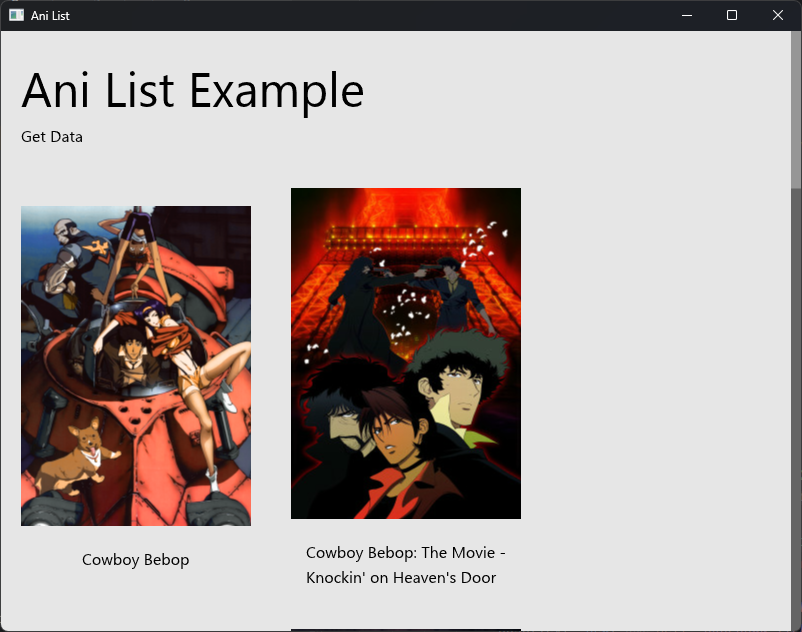 Ani List
Ani List Example
Get Data
Cowboy Bebop
Cowboy Bebop: The Movie -
Knockin' on Heaven's Door